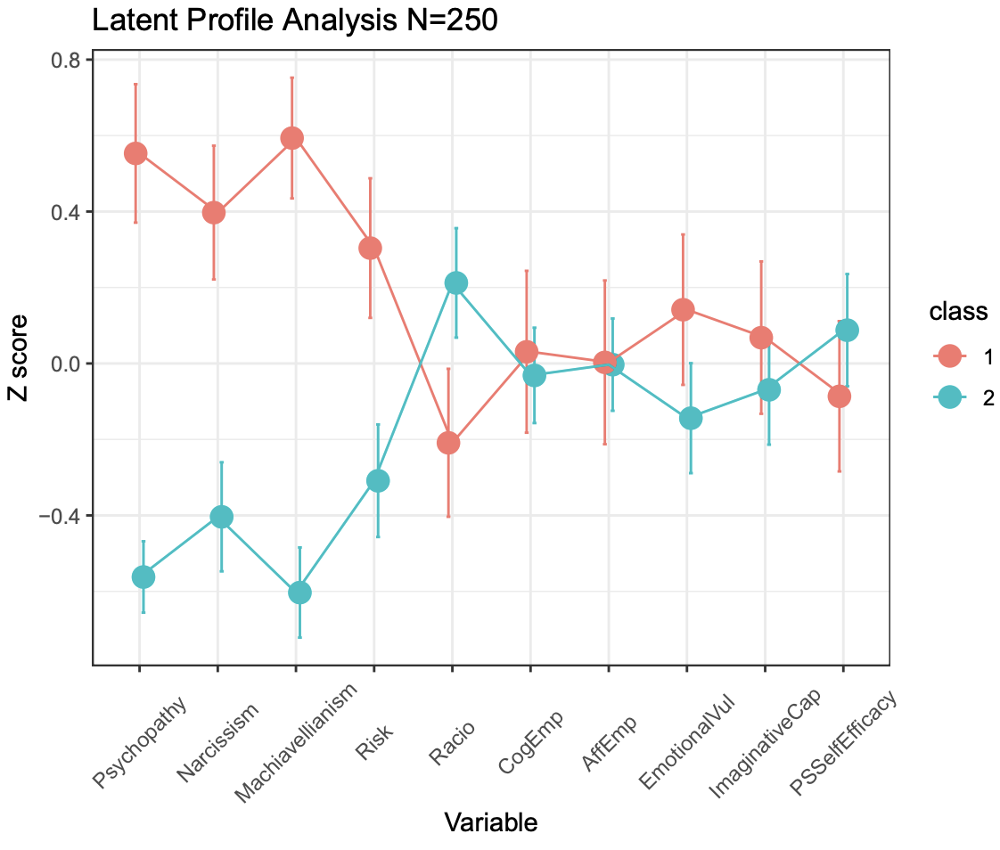 Latent Profile Analysis N=250
0.8
0.4
0.0
−0.4
Z score
Psychopathy
Narcissism
Machiavellianism
Risk
Racio
CogEmp
AffEmp
EmotionalVul
ImaginativeCap
PSSelfEfficacy
Variable
class
1
2